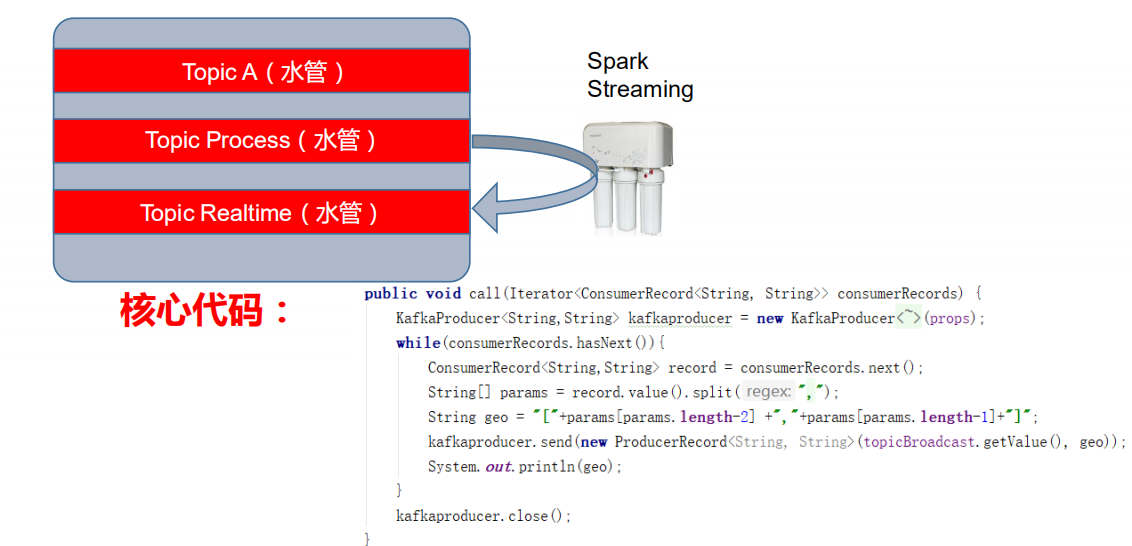 Topic A（水管）
Topic Process（水管）
Topic Realtime（水管）
Spark
Streaming
核心代码：
public void call(Iterator<ConsumerRecord<String, String>> consumerRecords) {
KafkaProducer<String,String> kafkaproducer = new KafkaProducer<~>(props);
while(consumerRecords.hasNext()){
ConsumerRecord<String,String> record = consumerRecords.next();
String[] params = record.value().split( regex: ",");
String geo = "["+params[params.length-2] +","+params[params.length-1]+"]";
kafkaproducer.send(new ProducerRecord<String, String>(topicBroadcast.getValue(), geo));
System.out.println(geo);
}
kafkaproducer.close();
}